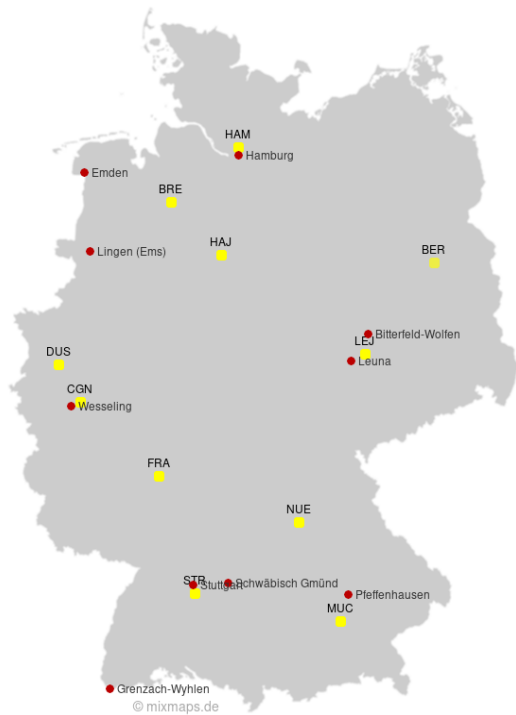 HAM
Hamburg
Emden
BRE
HAJ
Lingen (Ems)
BER
Bitterfeld-Wolfen
LEJ
DUS
Leuna
CGN
Wesseling
FRA
NUE
STR
Stuttgart
Schwäbisch Gmünd
Pfeffenhausen
MUC
Grenzach-Wyhlen
© mixmaps.de